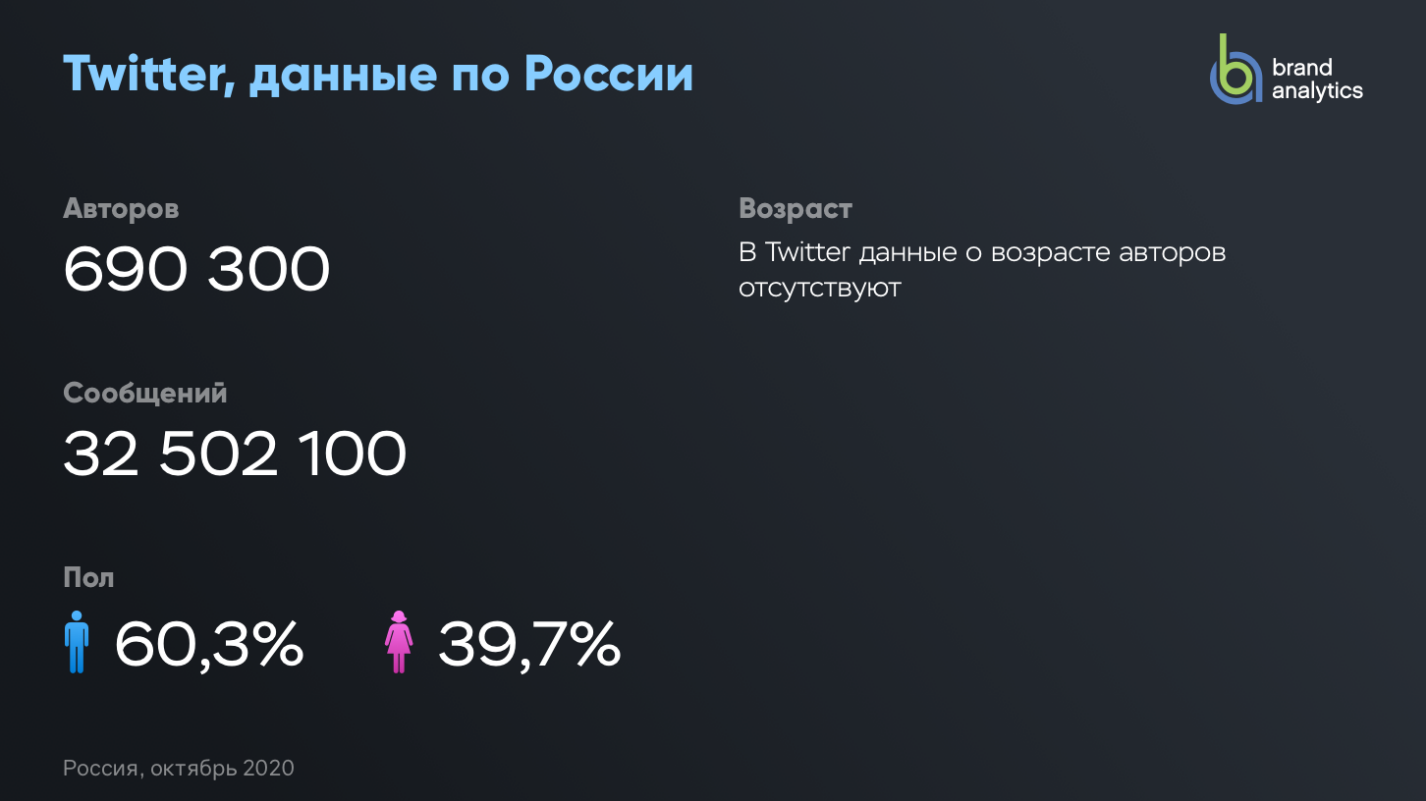 Twitter, данные по России
brand
analytics
Авторов
690 300
Возраст
В Twitter данные о возрасте авторов
отсутствуют
Сообщений
32 502 100
Пол
60,3%
39,7%
Россия, октябрь 2020